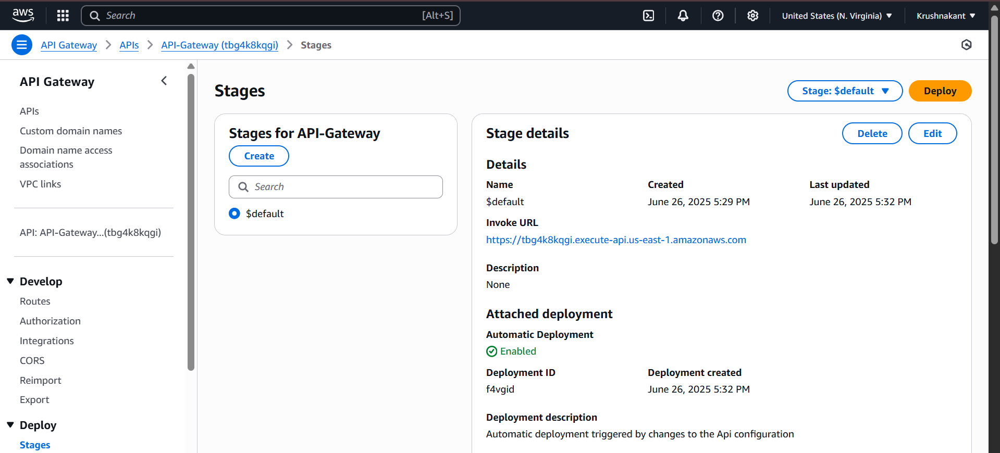 aws
Search
[Alt+S]
United States (N. Virginia)
Krushnakant
API Gateway
APIs
API-Gateway (tbg4k8kqgi)
Stages
API Gateway
APIs
Custom domain names
Domain name access
associations
VPC links
API: API-Gateway...(tbg4k8kqgi)
Develop
Routes
Authorization
Integrations
CORS
Reimport
Export
Deploy
Stages
Stages
Stage: $default
Deploy
Stages for API-Gateway
Create
Search
$default
Stage details
Delete
Edit
Details
Name
$default
Created
June 26, 2025 5:29 PM
Last updated
June 26, 2025 5:32 PM
Invoke URL
https://tbg4k8kqgi.execute-api.us-east-1.amazonaws.com
Description
None
Attached deployment
Automatic Deployment
Enabled
Deployment ID
f4vgid
Deployment created
June 26, 2025 5:32 PM
Deployment description
Automatic deployment triggered by changes to the Api configuration